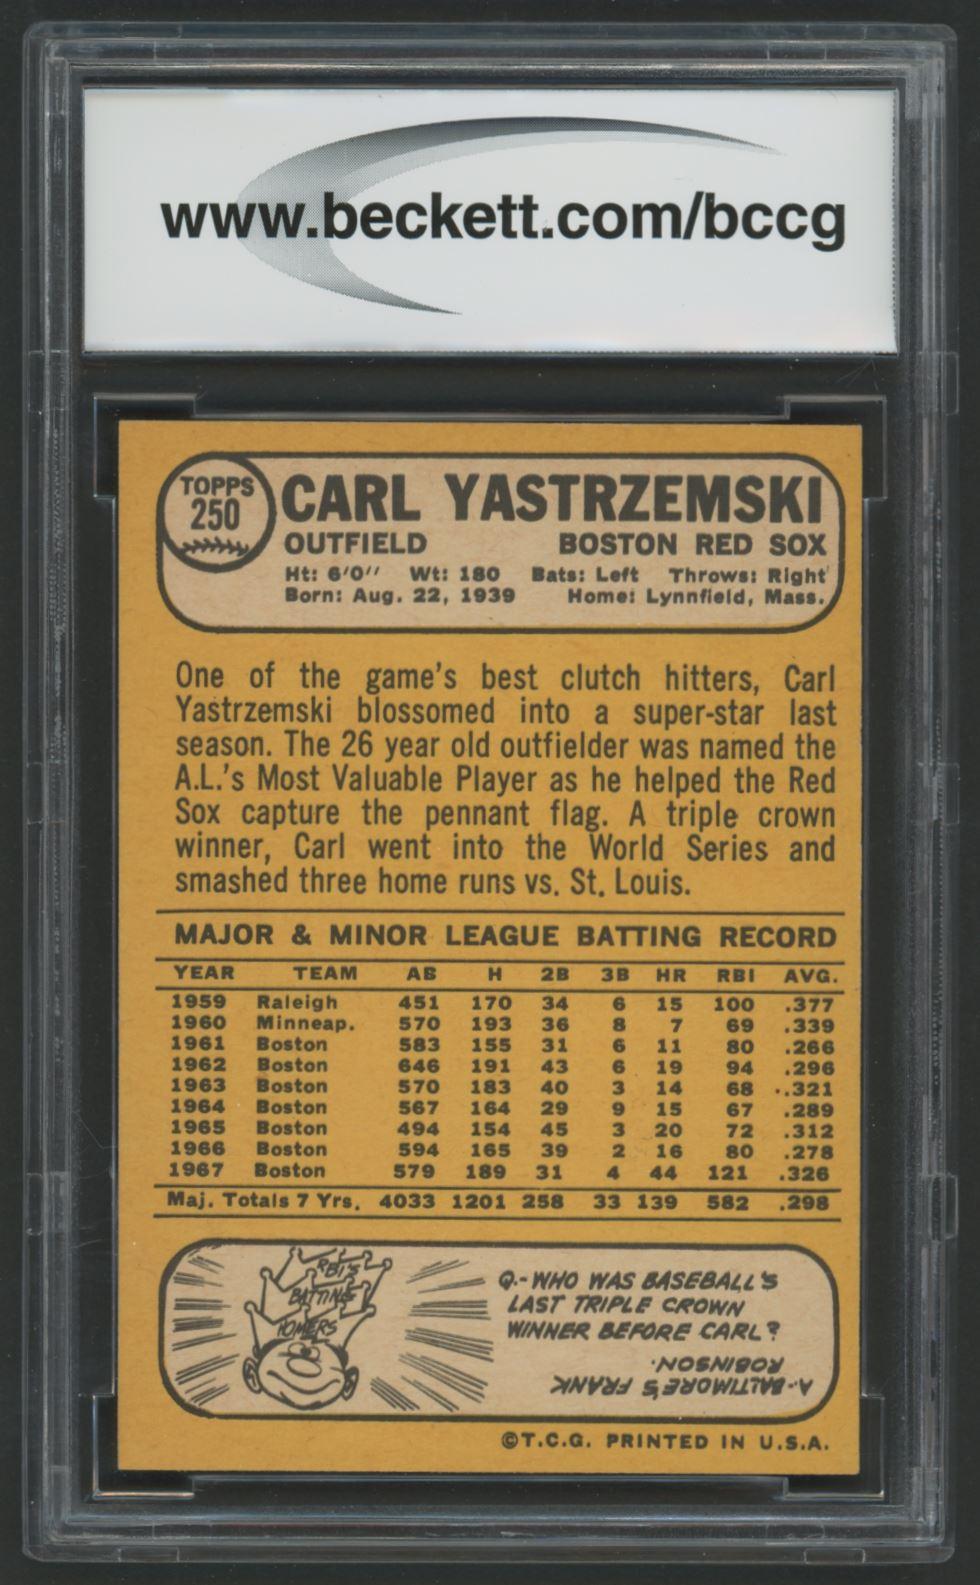 www.beckett.com/bccg
TOPPS
250
CARL YASTRZEMSKI
OUTFIELD BOSTON RED SOX
Ht: 6'0" Wt: 180 Bats: Left Throws: Right
Born: Aug. 22, 1939 Home: Lynnfield, Mass.
One of the game's best clutch hitters, Carl
Yastrzemski blossomed into a super-star last
season. The 26 year old outfielder was named the
A.L.'s Most Valuable Player as he helped the Red
Sox capture the pennant flag. A triple crown
winner, Carl went into the World Series and
smashed three home runs vs. St. Louis.
MAJOR & MINOR LEAGUE BATTING RECORD
YEAR TEAM AB H 2B 3B HR RBI AVG.
1959 Raleigh 451 170 34 6 15 100 .377
1960 Minneap. 570 193 36 8 7 69 .339
1961 Boston 583 155 31 6 11 80 .266
1962 Boston 646 191 43 6 19 94 .296
1963 Boston 570 183 40 3 14 68 .321
1964 Boston 567 164 29 9 15 67 .289
1965 Boston 494 154 45 3 20 72 .312
1966 Boston 594 165 39 2 16 80 .278
1967 Boston 579 189 31 4 44 121 .326
Maj. Totals 7 Yrs. 4033 1201 258 33 139 582 .298
RBI'S
BATTING
HOMERS
Q.-WHO WAS BASEBALL'S
LAST TRIPLE CROWN
WINNER BEFORE CARL?
A-BALTIMORE'S FRANK
ROBINSON.
©T.C.G. PRINTED IN U.S.A.